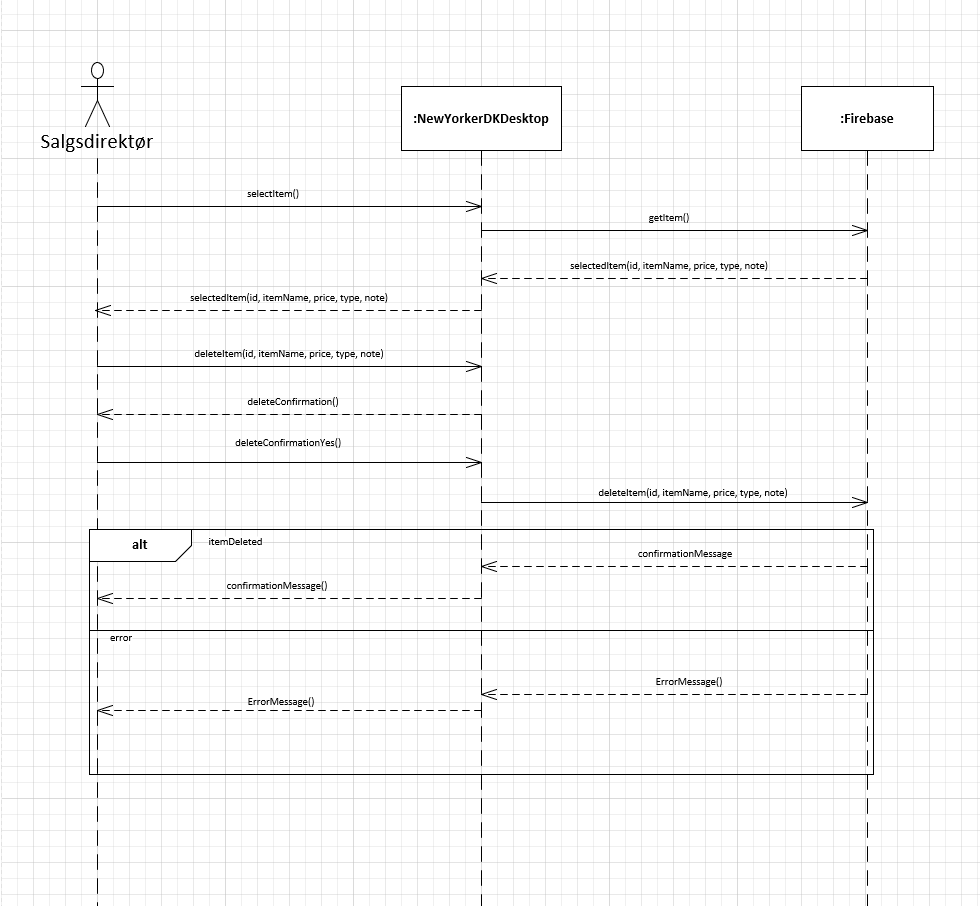 Salgsdirektør
:NewYorkerDKDesktop
:Firebase
selectItem()
getItem()
selectedItem(id, itemName, price, type, note)
selectedItem(id, itemName, price, type, note)
deleteItem(id, itemName, price, type, note)
deleteConfirmation()
deleteConfirmationYes()
deleteItem(id, itemName, price, type, note)
alt
itemDeleted
confirmationMessage
confirmationMessage()
error
ErrorMessage()
ErrorMessage()